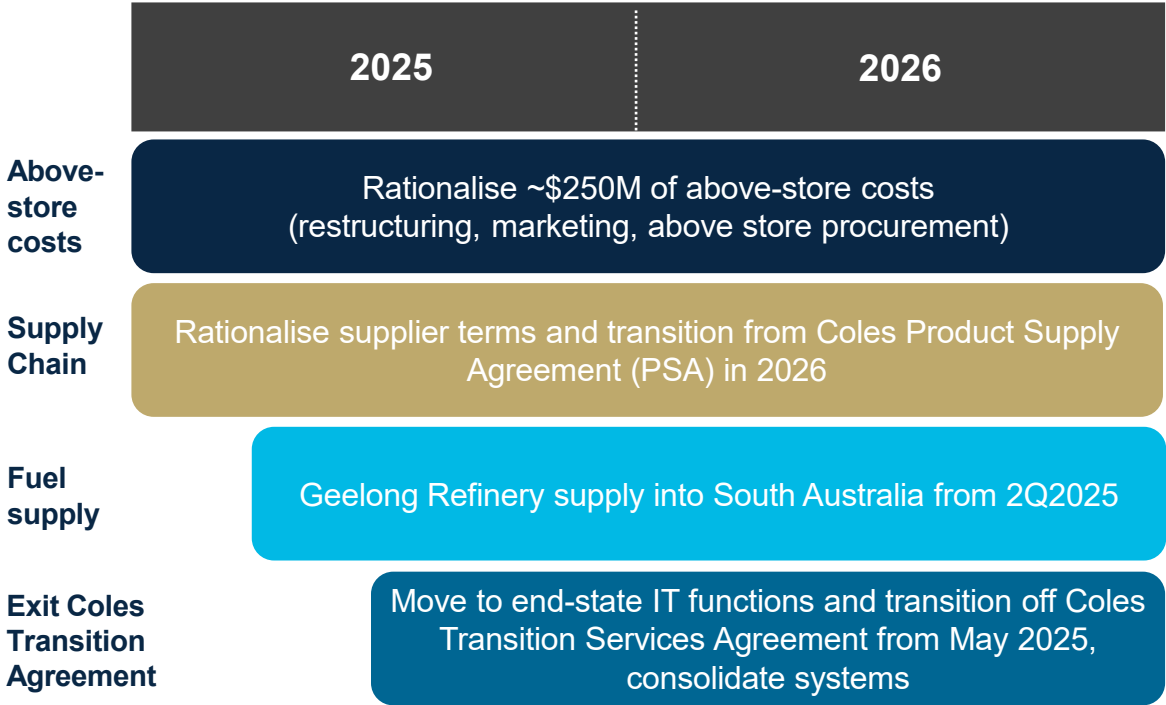 2025
2026
Above-
store
costs
Rationalise ~$250M of above-store costs
(restructuring, marketing, above store procurement)
Supply
Chain
Rationalise supplier terms and transition from Coles Product Supply
Agreement (PSA) in 2026
Fuel
supply
Geelong Refinery supply into South Australia from 2Q2025
Exit Coles
Transition
Agreement
Move to end-state IT functions and transition off Coles
Transition Services Agreement from May 2025,
consolidate systems